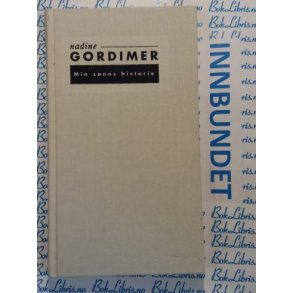 nadine
GORDIMER
Min sønns historie
INNBUNDET
BokLibris.no